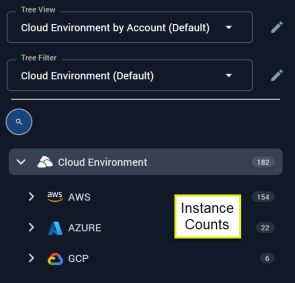 Tree View
Cloud Environment by Account (Default)
Tree Filter
Cloud Environment (Default)
Cloud Environment 182
aws AWS 154
Instance
Counts
AZURE 22
GCP 6